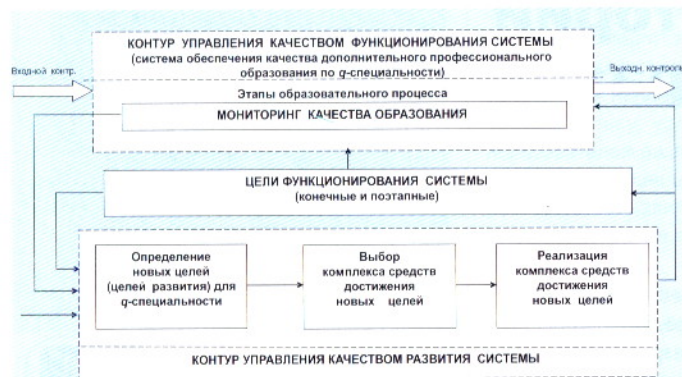 КОНТУР УПРАВЛЕНИЯ КАЧЕСТВОМ ФУНКЦИОНИРОВАНИЯ СИСТЕМЫ
(система обеспечения качества дополнительного профессионального
образования по q-специальности)
Входной контр.
Выходн. контроль
Этапы образовательного процесса
МОНИТОРИНГ КАЧЕСТВА ОБРАЗОВАНИЯ
ЦЕЛИ ФУНКЦИОНИРОВАНИЯ СИСТЕМЫ
(конечные и поэтапные)
Определение
новых целей
(целей развития) для
q-специальности
Выбор
комплекса средств
достижения
новых целей
Реализация
комплекса средств
достижения
новых целей
КОНТУР УПРАВЛЕНИЯ КАЧЕСТВОМ РАЗВИТИЯ СИСТЕМЫ